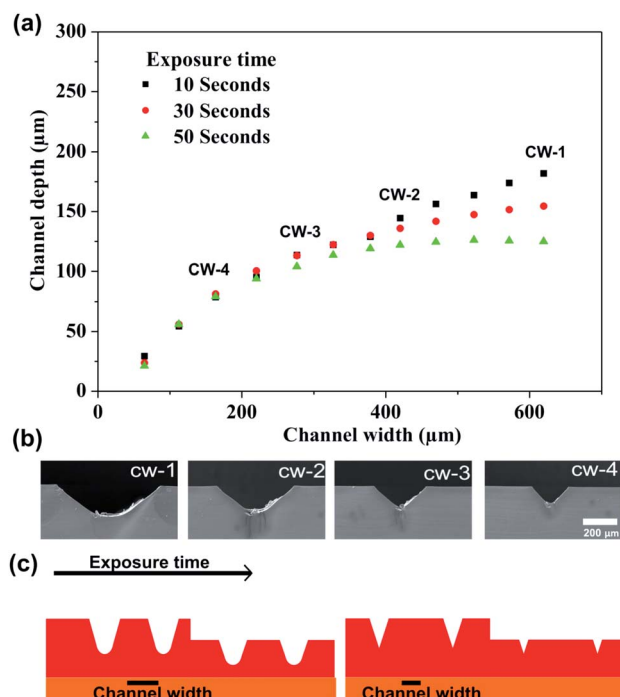 (a)
300
250
200
150
100
50
0
Channel depth (µm)
Exposure time
10 Seconds
30 Seconds
50 Seconds
CW-1
CW-2
CW-3
CW-4
0
200
400
600
Channel width (µm)
(b)
cw-1
cw-2
cw-3
cw-4
200 µm
(c)
Exposure time
Channel width
Channel width